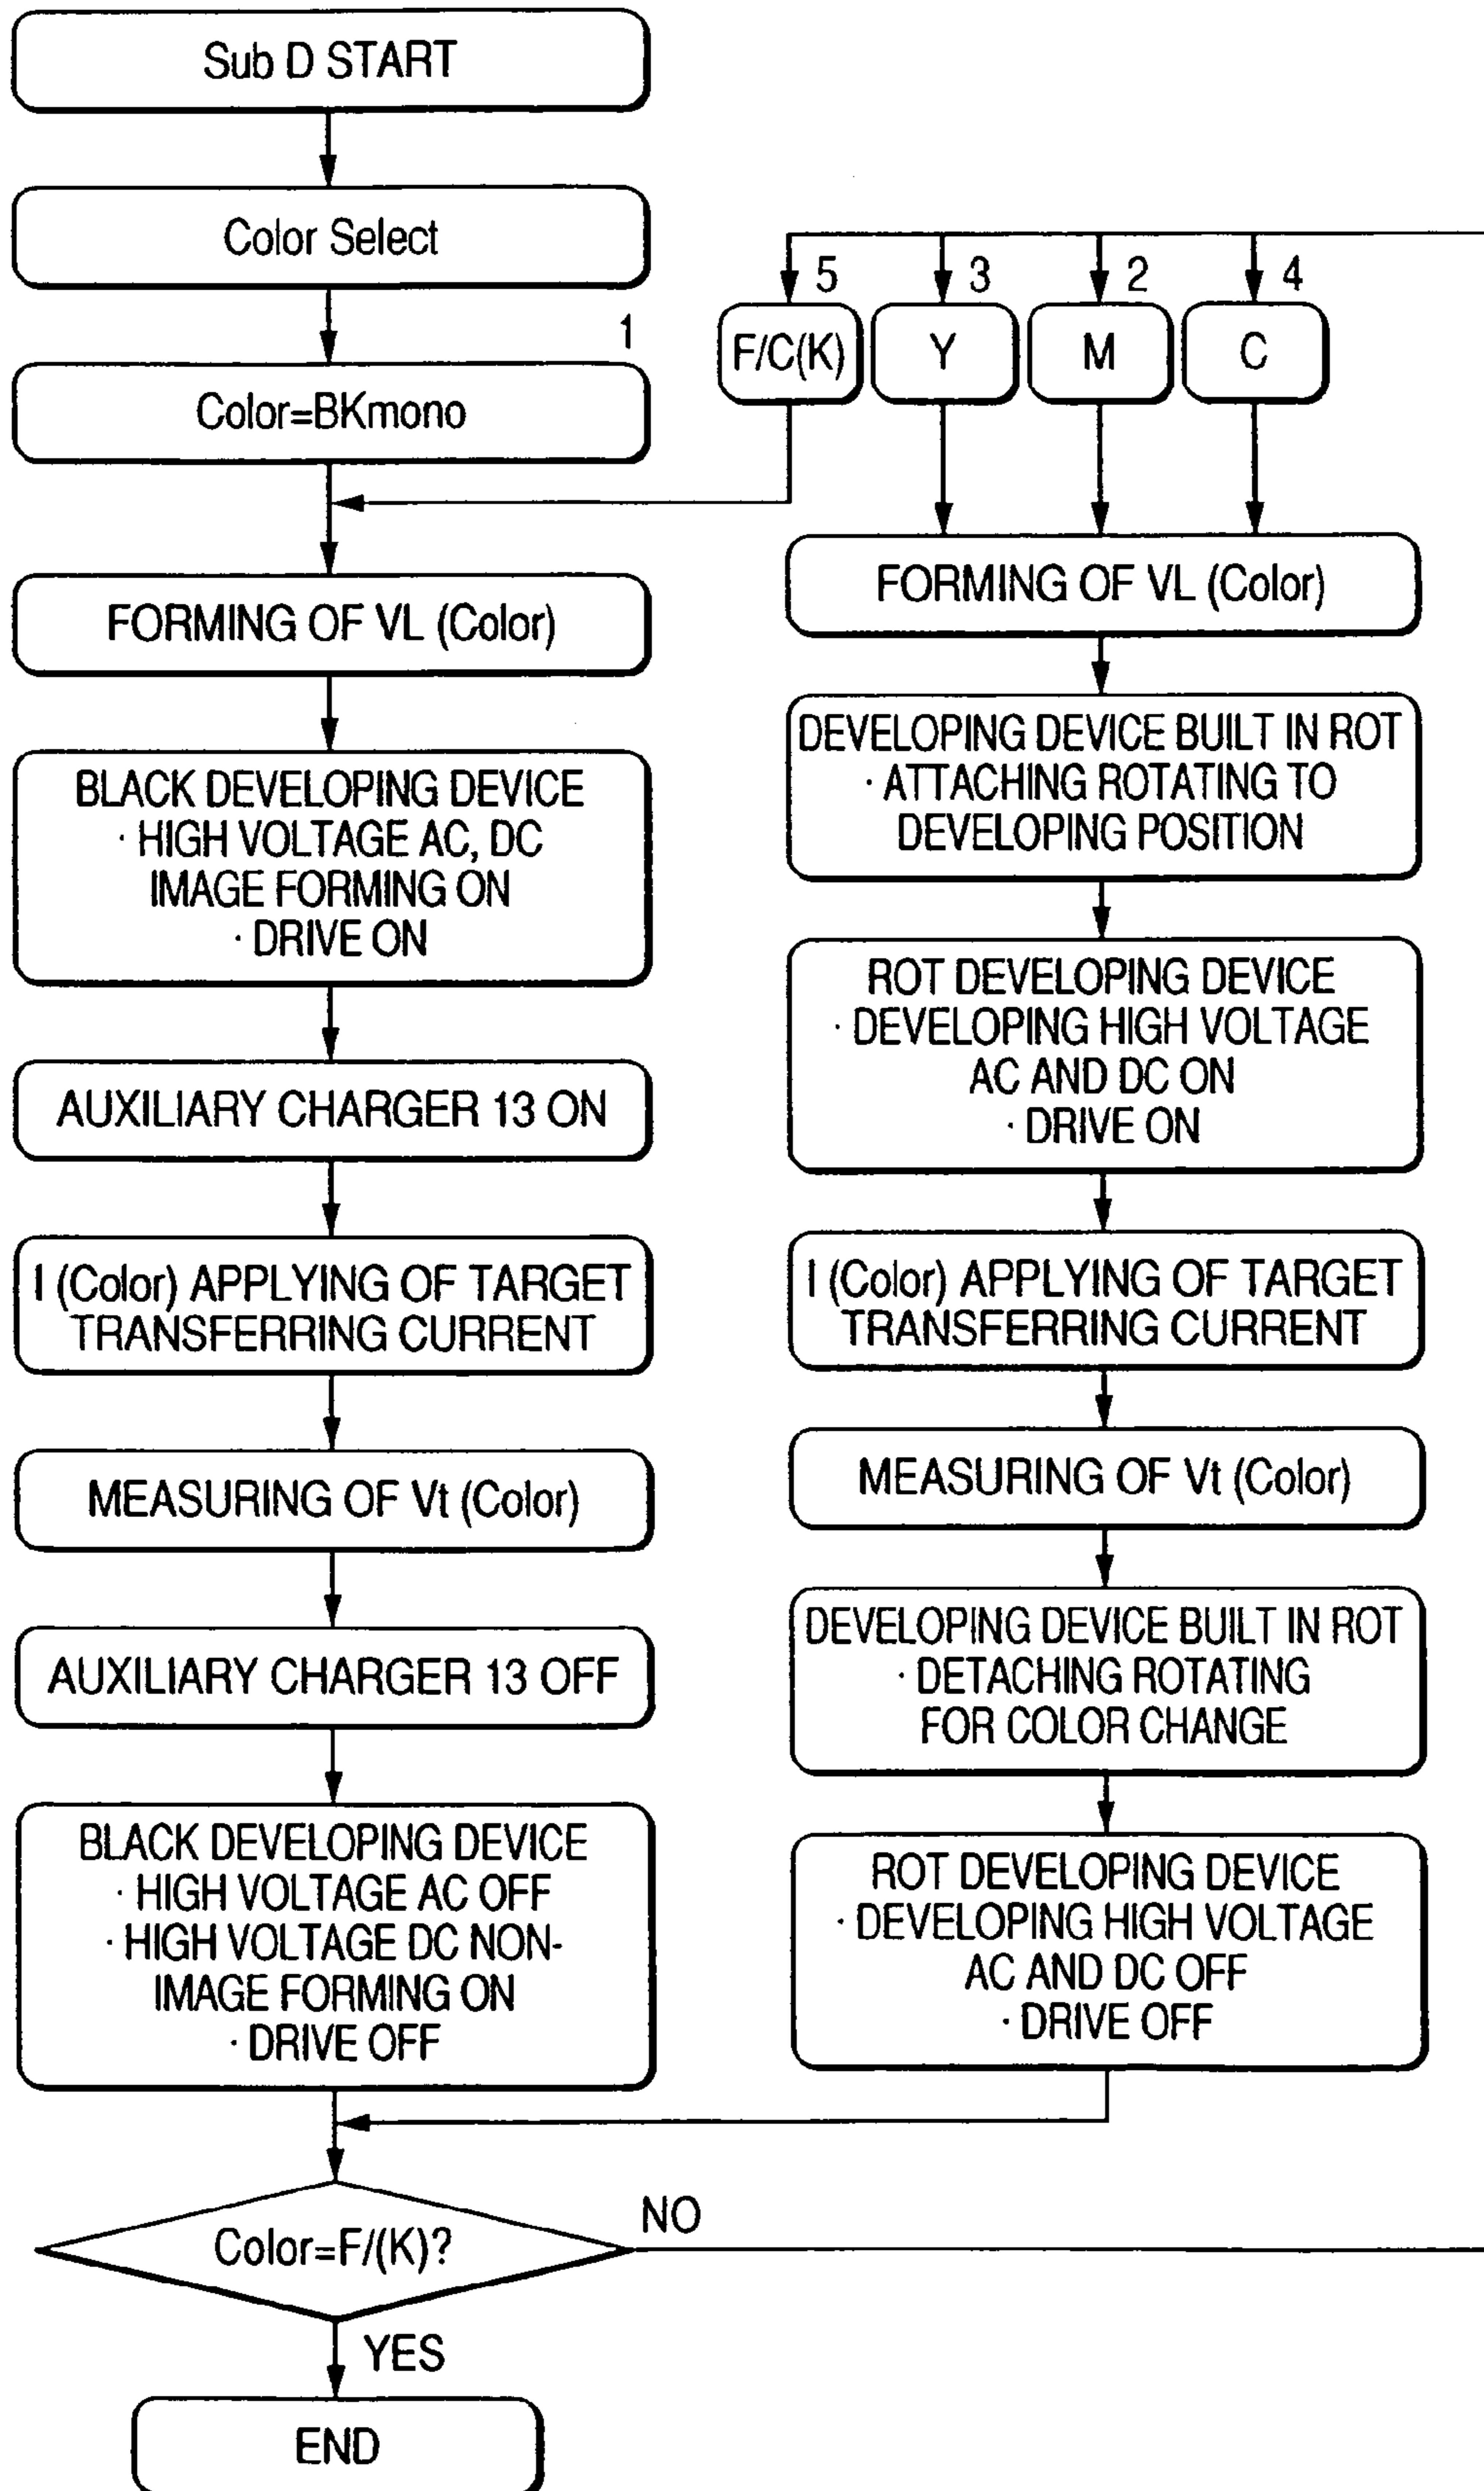 Sub D START
Color Select
1
Color=BKmono
FORMING OF VL (Color)
BLACK DEVELOPING DEVICE
· HIGH VOLTAGE AC, DC
IMAGE FORMING ON
· DRIVE ON
AUXILIARY CHARGER 13 ON
I (Color) APPLYING OF TARGET
TRANSFERRING CURRENT
MEASURING OF Vt (Color)
AUXILIARY CHARGER 13 OFF
BLACK DEVELOPING DEVICE
· HIGH VOLTAGE AC OFF
· HIGH VOLTAGE DC NON-
IMAGE FORMING ON
· DRIVE OFF
Color=F/(K)?
NO
YES
END
5
3
2
4
F/C(K)
Y
M
C
FORMING OF VL (Color)
DEVELOPING DEVICE BUILT IN ROT
· ATTACHING ROTATING TO
DEVELOPING POSITION
ROT DEVELOPING DEVICE
· DEVELOPING HIGH VOLTAGE
AC AND DC ON
· DRIVE ON
I (Color) APPLYING OF TARGET
TRANSFERRING CURRENT
MEASURING OF Vt (Color)
DEVELOPING DEVICE BUILT IN ROT
· DETACHING ROTATING
FOR COLOR CHANGE
ROT DEVELOPING DEVICE
· DEVELOPING HIGH VOLTAGE
AC AND DC OFF
· DRIVE OFF